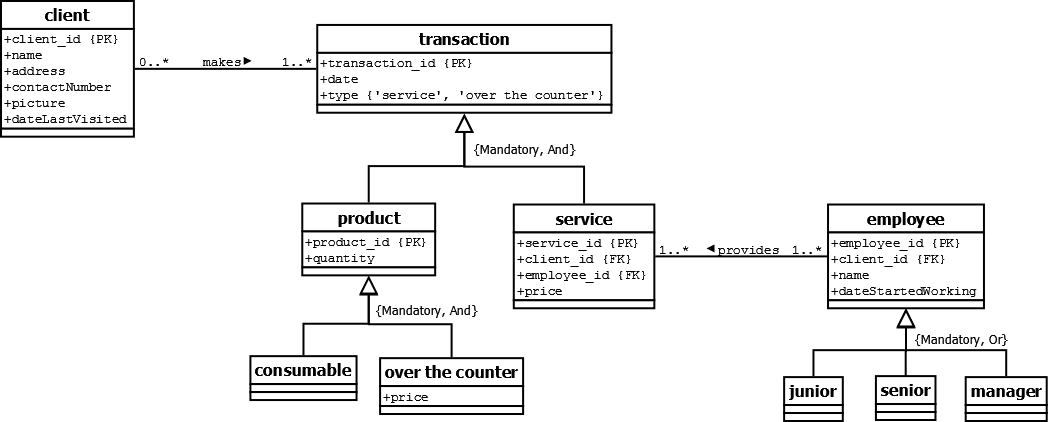 client
+client_id {PK}
+name
+address
+contactNumber
+picture
+dateLastVisited
0..* makes 1..*
transaction
+transaction_id {PK}
+date
+type {'service', 'over the counter'}
{Mandatory, And}
product
+product_id {PK}
+quantity
service
+service_id {PK}
+client_id {FK}
+employee_id {FK}
+price
1..* provides 1..*
employee
+employee_id {PK}
+client_id {FK}
+name
+dateStartedWorking
{Mandatory, And}
consumable
over the counter
+price
{Mandatory, Or}
junior
senior
manager